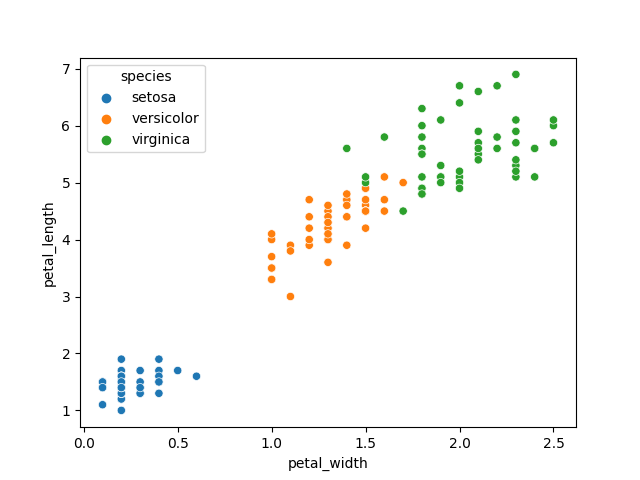 species
setosa
versicolor
virginica
7
6
5
4
3
2
1
petal_length
0.0 0.5 1.0 1.5 2.0 2.5
petal_width